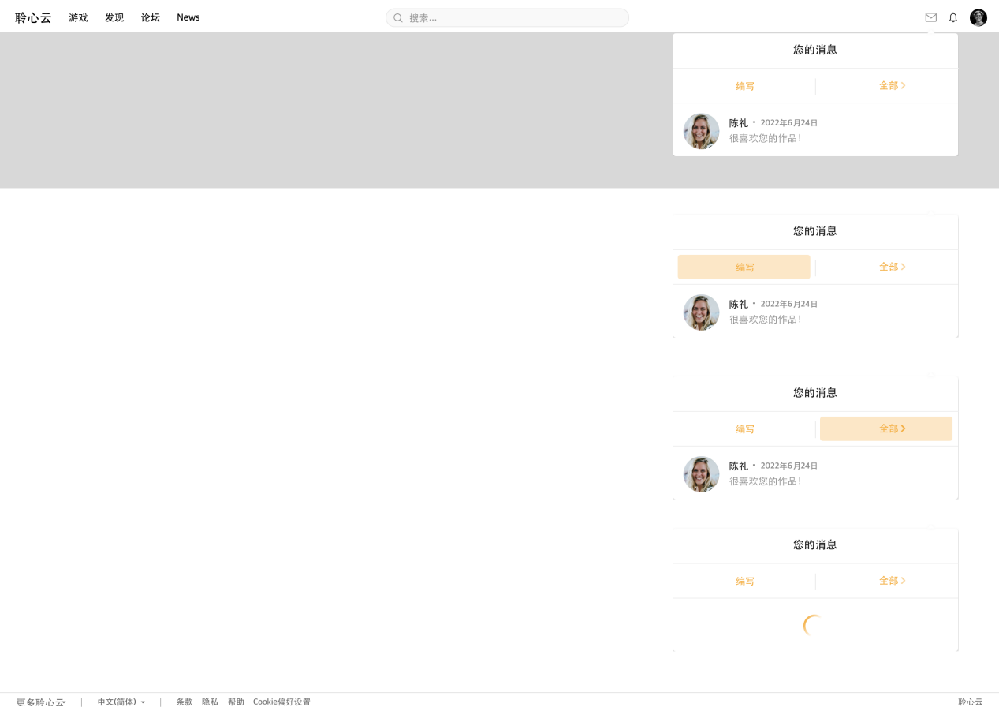 聆心云 游戏 发现 论坛 News 搜索...
您的消息
编写 全部
陈礼 · 2022年6月24日
很喜欢您的作品！
您的消息
编写 全部
陈礼 · 2022年6月24日
很喜欢您的作品！
您的消息
编写 全部
陈礼 · 2022年6月24日
很喜欢您的作品！
您的消息
编写 全部
更多聆心云 中文(简体) 条款 隐私 帮助 Cookie偏好设置 聆心云